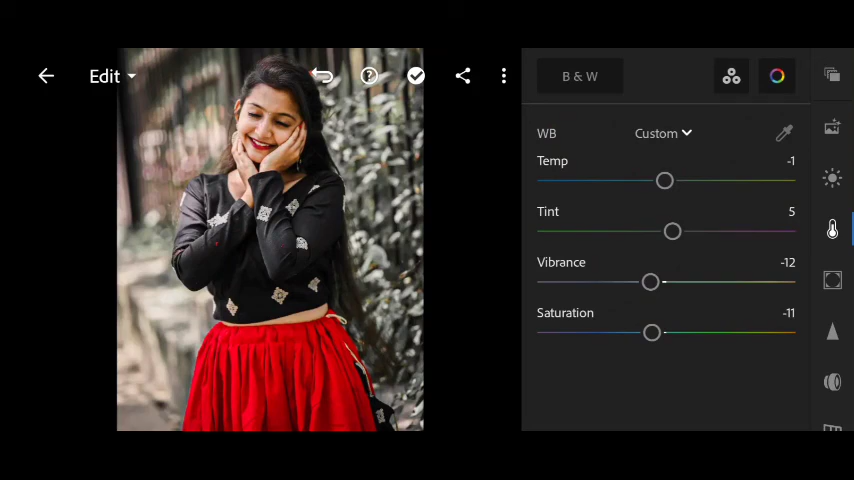 Edit
B & W
WB Custom
Temp -1
Tint 5
Vibrance -12
Saturation -11